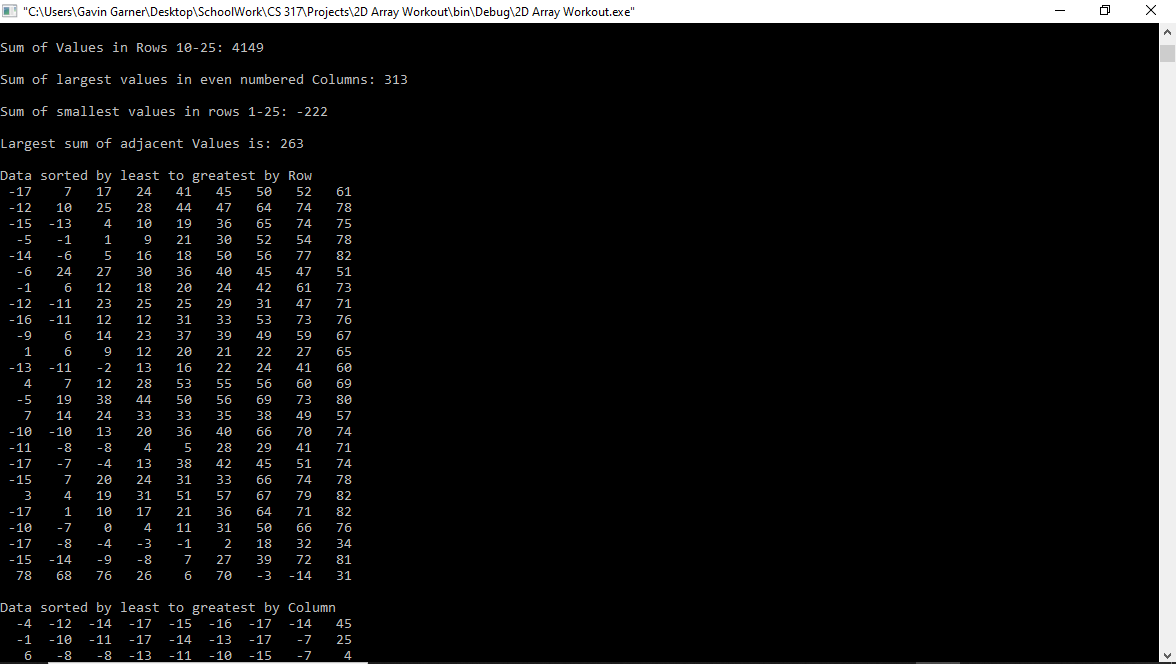 "C:\Users\Gavin Garner\Desktop\SchoolWork\CS 317\Projects\2D Array Workout\bin\Debug\2D Array Workout.exe"
Sum of Values in Rows 10-25: 4149
Sum of largest values in even numbered Columns: 313
Sum of smallest values in rows 1-25: -222
Largest sum of adjacent Values is: 263
Data sorted by least to greatest by Row
-17 7 17 24 41 45 50 52 61
-12 10 25 28 44 47 64 74 78
-15 -13 4 10 19 36 65 74 75
-5 -1 1 9 21 30 52 54 78
-14 -6 5 16 18 50 56 77 82
-6 24 27 30 36 40 45 47 51
-1 6 12 18 20 24 42 61 73
-12 -11 23 25 25 29 31 47 71
-16 -11 12 12 31 33 53 73 76
-9 6 14 23 37 39 49 59 67
1 6 9 12 20 21 22 27 65
-13 -11 -2 13 16 22 24 41 60
4 7 12 28 53 55 56 60 69
-5 19 38 44 50 56 69 73 80
7 14 24 33 33 35 38 49 57
-10 -10 13 20 36 40 66 70 74
-11 -8 -8 4 5 28 29 41 71
-17 -7 -4 13 38 42 45 51 74
-15 7 20 24 31 33 66 74 78
3 4 19 31 51 57 67 79 82
-17 1 10 17 21 36 64 71 82
-10 -7 0 4 11 31 50 66 76
-17 -8 -4 -3 -1 2 18 32 34
-15 -14 -9 -8 7 27 39 72 81
78 68 76 26 6 70 -3 -14 31
Data sorted by least to greatest by Column
-4 -12 -14 -17 -15 -16 -17 -14 45
-1 -10 -11 -17 -14 -13 -17 -7 25
6 -8 -8 -13 -11 -10 -15 -7 4